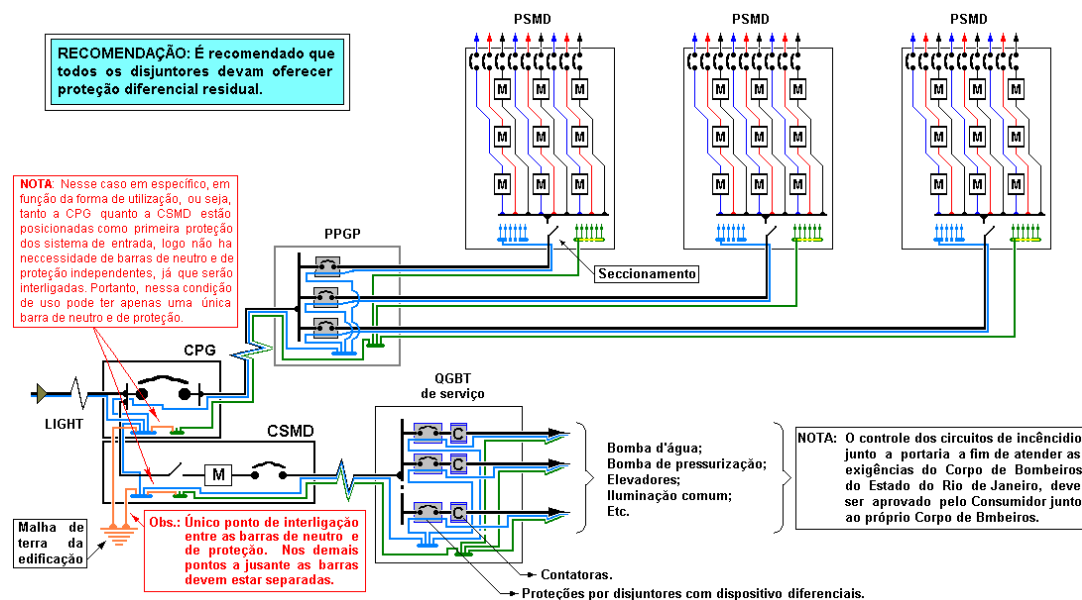 PSMD
PSMD
PSMD
RECOMENDAÇÃO: É recomendado que
todos os disjuntores devam oferecer
proteção diferencial residual.
M M M
M M M
M M M
M M M
M M M
M M M
M M M
M M M
M M M
NOTA: Nesse caso em específico, em
função da forma de utilização, ou seja,
tanto a CPG quanto a CSMD estão
posicionadas como primeira proteção
dos sistema de entrada, logo não ha
neccessidade de barras de neutro e de
proteção independentes, já que serão
interligadas. Portanto, nessa condição
de uso pode ter apenas uma única
barra de neutro e de proteção.
PPGP
Seccionamento
CPG
LIGHT
CSMD
M
QGBT
de serviço
C
C
C
Bomba d'água;
Bomba de pressurização;
Elevadores;
Iluminação comum;
Etc.
NOTA: O controle dos circuitos de incêncidio
junto a portaria a fim de atender as
exigências do Corpo de Bombeiros
do Estado do Rio de Janeiro, deve
ser aprovado pelo Consumidor junto
ao próprio Corpo de Bmbeiros.
Malha de
terra da
edificação
Obs.: Único ponto de interligação
entre as barras de neutro e
de proteção. Nos demais
pontos a jusante as barras
devem estar separadas.
Contatoras.
Proteções por disjuntores com dispositivo diferenciais.